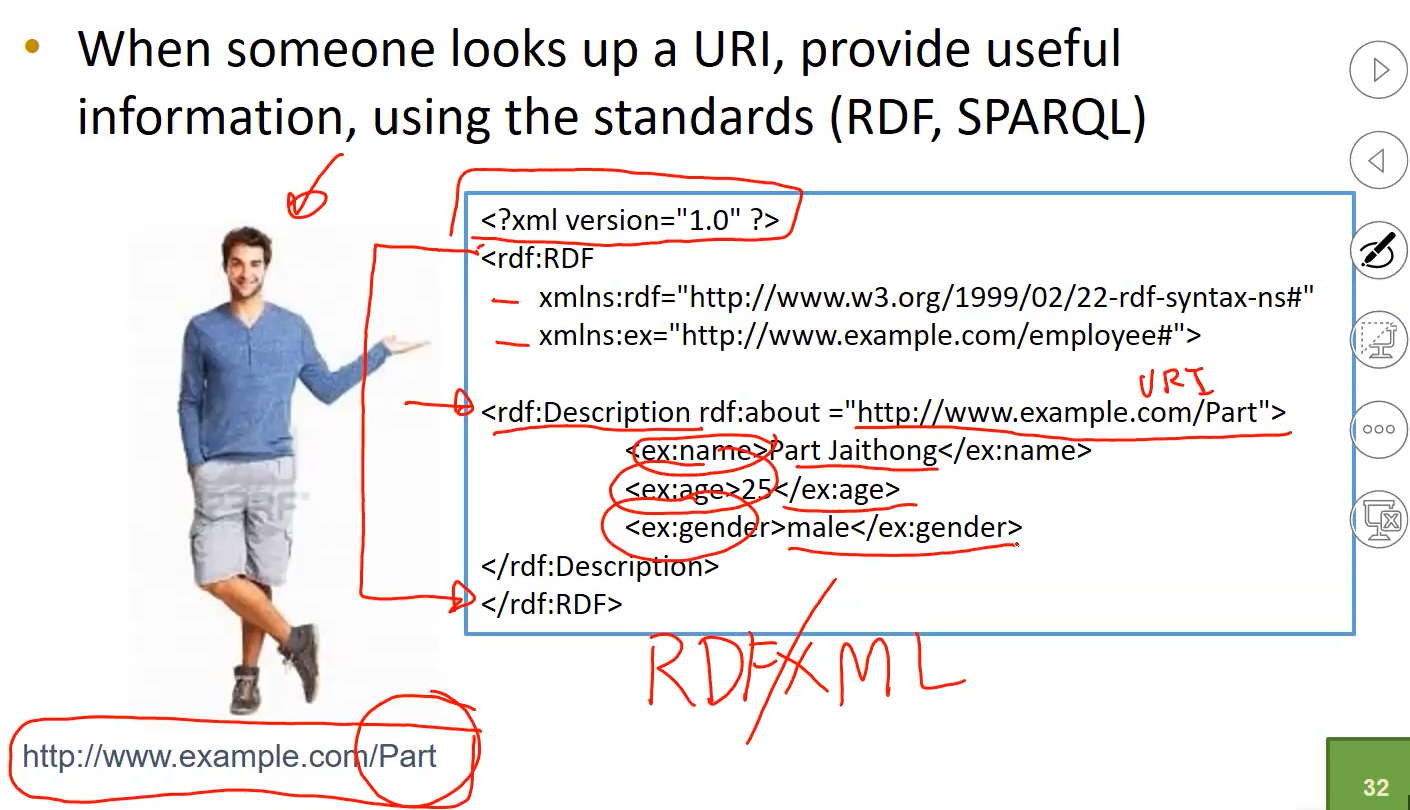 • When someone looks up a URI, provide useful
information, using the standards (RDF, SPARQL)
<?xml version="1.0" ?>
<rdf:RDF
xmlns:rdf="http://www.w3.org/1999/02/22-rdf-syntax-ns#"
xmlns:ex="http://www.example.com/employee#">
URI
<rdf:Description rdf:about ="http://www.example.com/Part">
<ex:name>Part Jaithong</ex:name>
<ex:age>25</ex:age>
<ex:gender>male</ex:gender>
</rdf:Description>
</rdf:RDF>
RDF/XML
http://www.example.com/Part
32